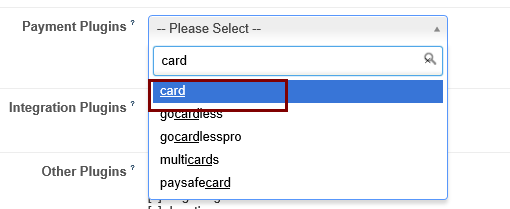 Payment Plugins ?
-- Please Select --
card
card
Integration Plugins ?
gocardless
gocardlesspro
multicards
Other Plugins ?
paysafecard